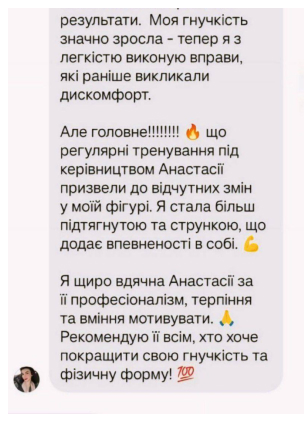 результати. Моя гнучкість
значно зросла - тепер я з
легкістю виконую вправи,
які раніше викликали
дискомфорт.
Але головне!!!!!!!! 🔥 що
регулярні тренування під
керівництвом Анастасії
призвели до відчутних змін
у моїй фігурі. Я стала більш
підтягнутою та стрункою, що
додає впевненості в собі. 💪
Я щиро вдячна Анастасії за
її професіоналізм, терпіння
та вміння мотивувати. 🙏
Рекомендую її всім, хто хоче
покращити свою гнучкість та
фізичну форму! 💯